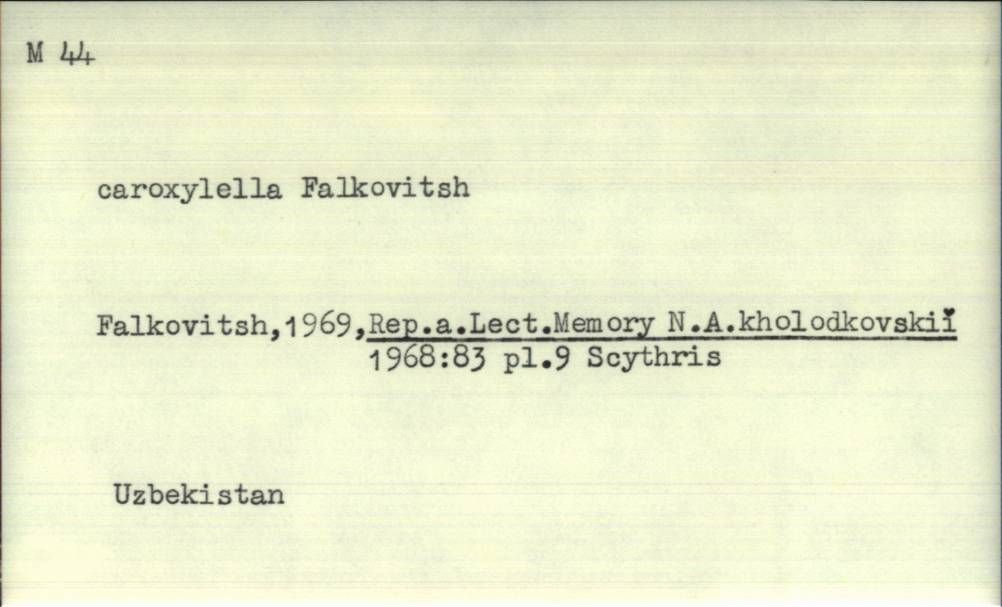 M 44
caroxylella Falkovitsh
Falkovitsh,1969,Rep.a.Lect.Memory N.A.kholodkovskiĭ
1968:83 pl.9 Scythris
Uzbekistan